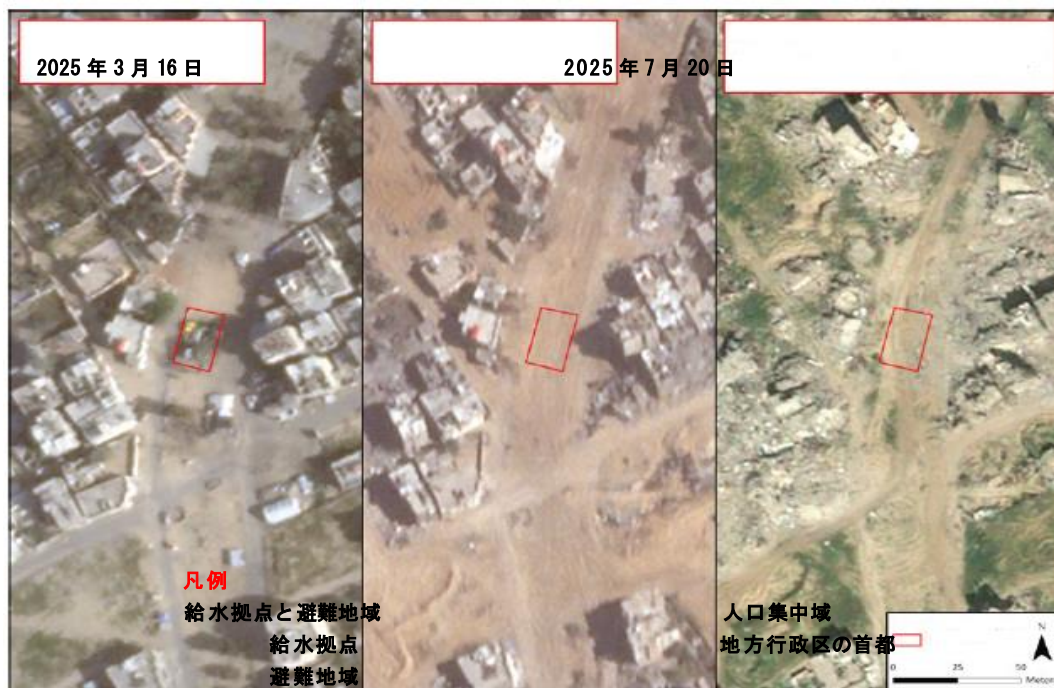 2025年3月16日
2025年7月20日
凡例
給水拠点と避難地域
給水拠点
避難地域
人口集中域
地方行政区の首都
N
0 25 50
Meters